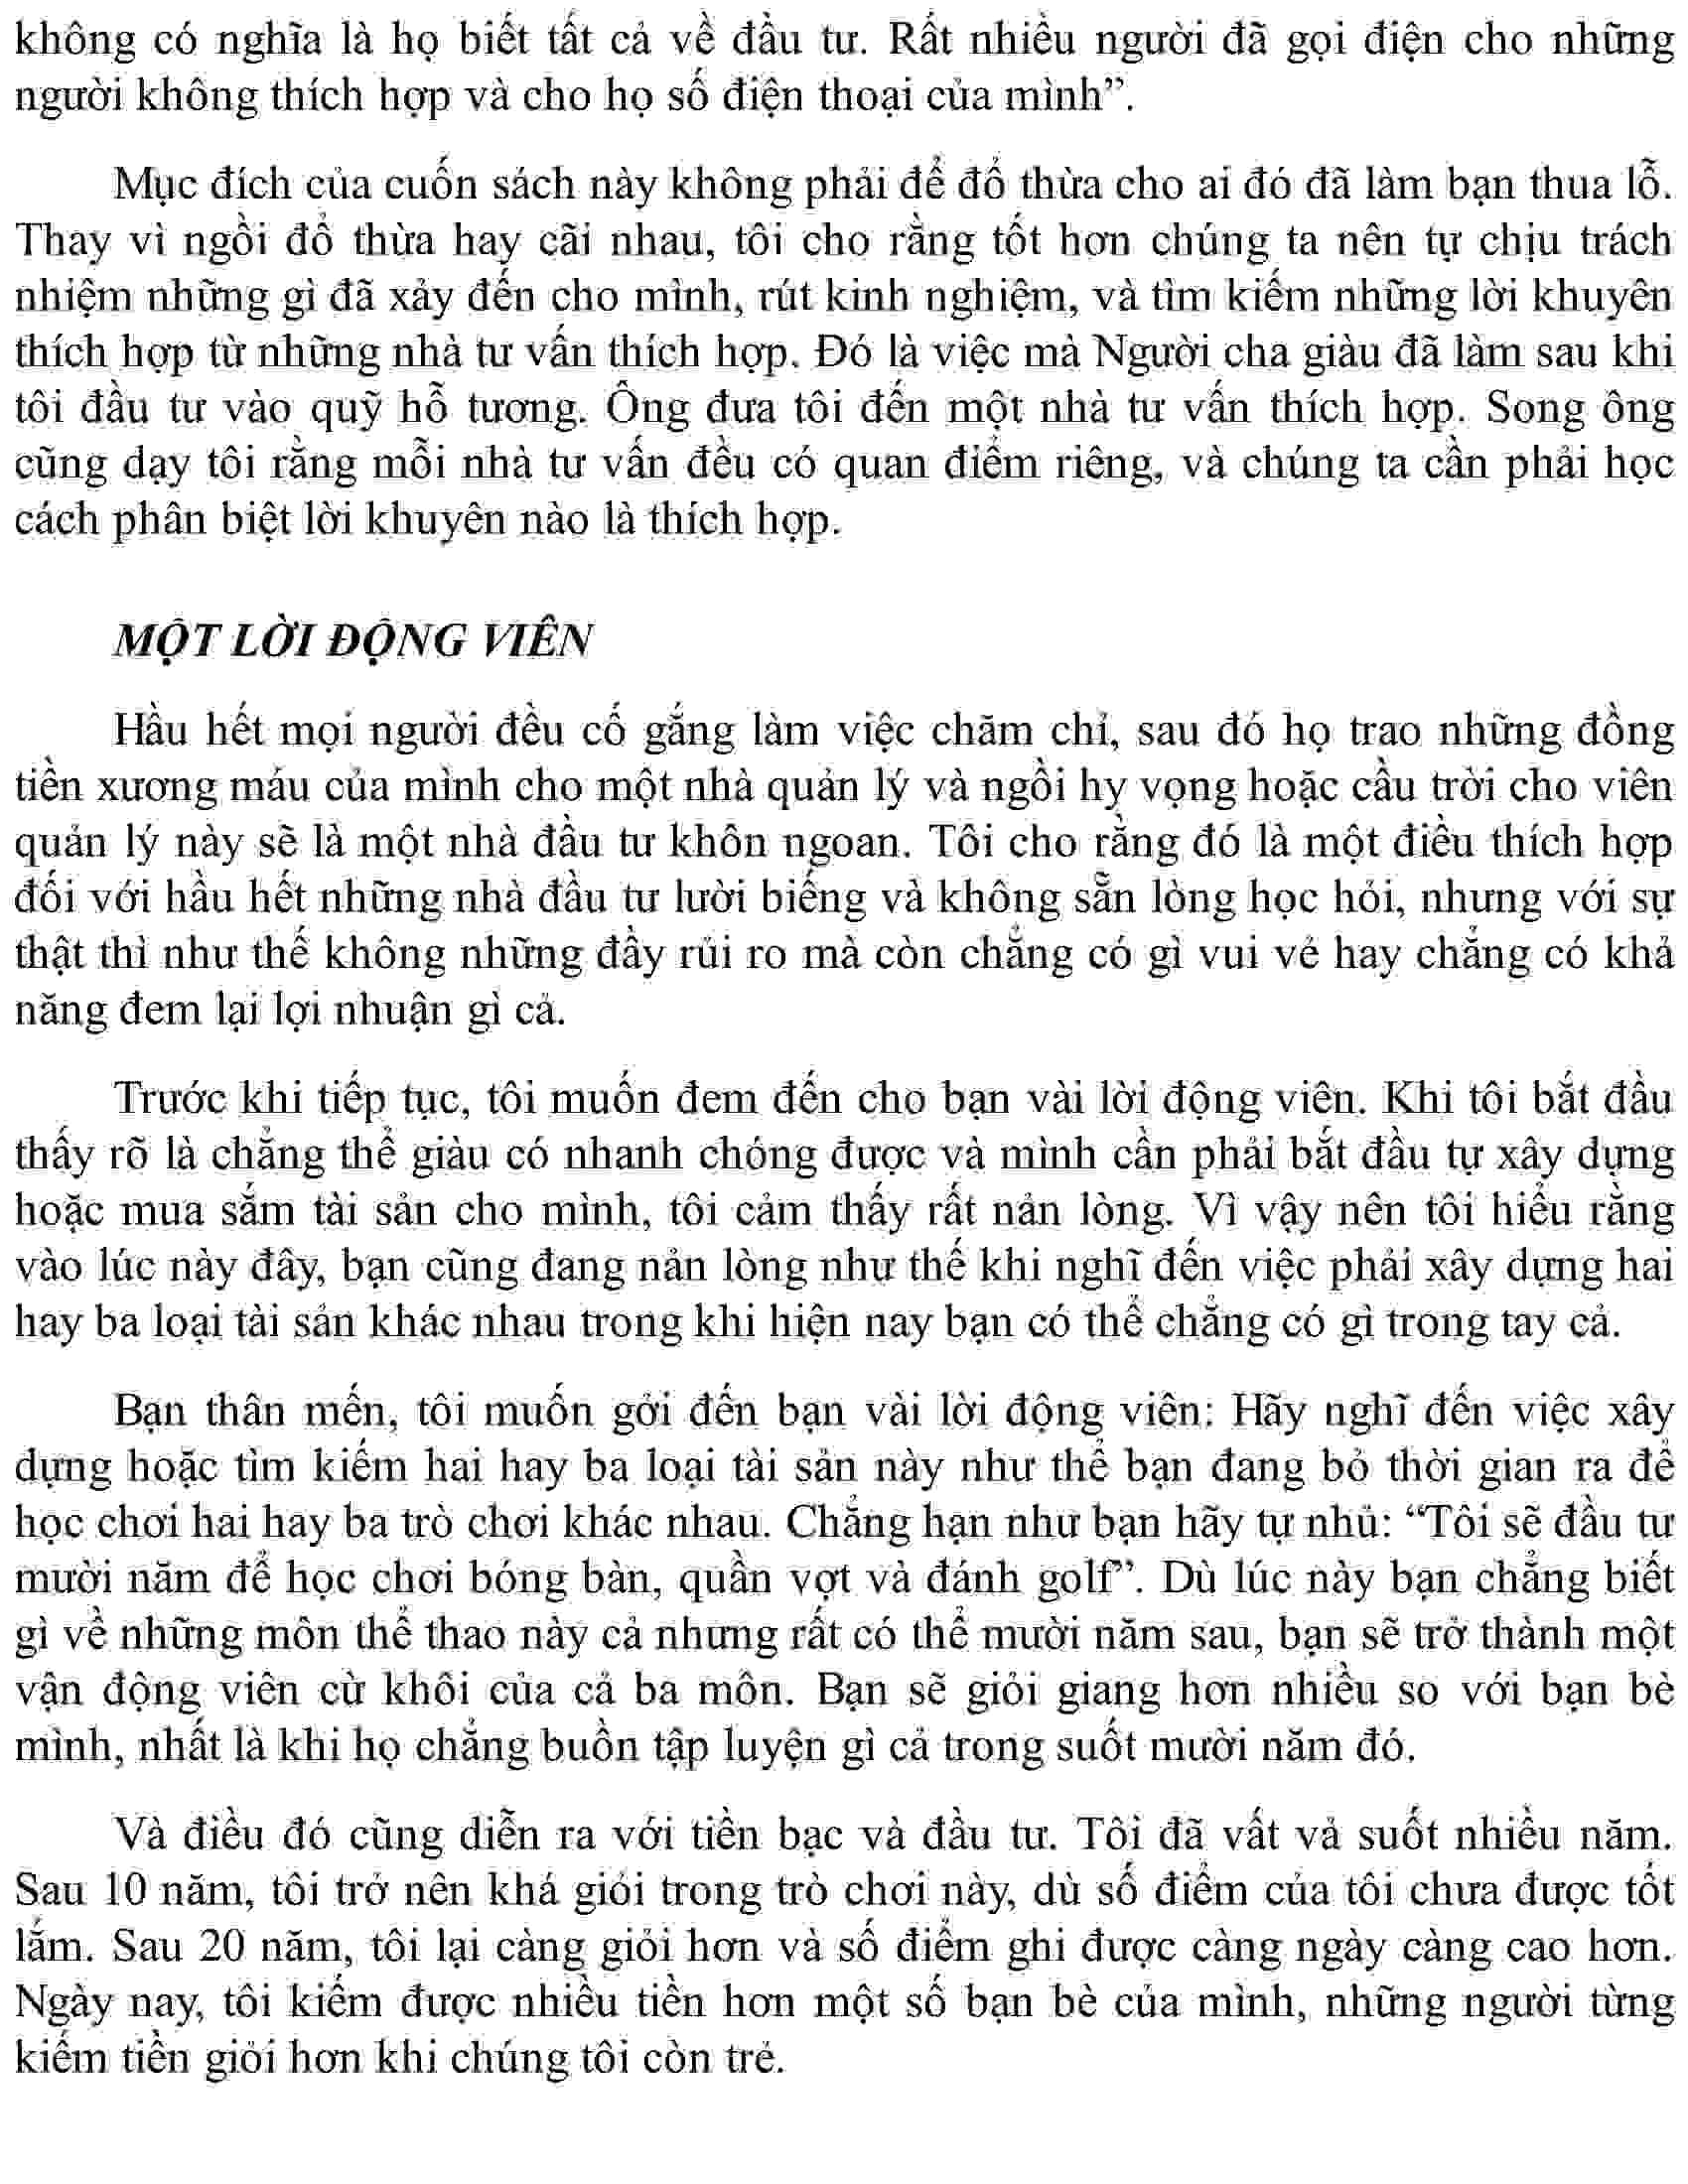 không có nghĩa là họ biết tất cả về đầu tư. Rất nhiều người đã gọi điện cho những
người không thích hợp và cho họ số điện thoại của mình”.
Mục đích của cuốn sách này không phải để đổ thừa cho ai đó đã làm bạn thua lỗ.
Thay vì ngồi đổ thừa hay cãi nhau, tôi cho rằng tốt hơn chúng ta nên tự chịu trách
nhiệm những gì đã xảy đến cho mình, rút kinh nghiệm, và tìm kiếm những lời khuyên
thích hợp từ những nhà tư vấn thích hợp. Đó là việc mà Người cha giàu đã làm sau khi
tôi đầu tư vào quỹ hỗ tương. Ông đưa tôi đến một nhà tư vấn thích hợp. Song ông
cũng dạy tôi rằng mỗi nhà tư vấn đều có quan điểm riêng, và chúng ta cần phải học
cách phân biệt lời khuyên nào là thích hợp.
MỘT LỜI ĐỘNG VIÊN
Hầu hết mọi người đều cố gắng làm việc chăm chỉ, sau đó họ trao những đồng
tiền xương máu của mình cho một nhà quản lý và ngồi hy vọng hoặc cầu trời cho viên
quản lý này sẽ là một nhà đầu tư khôn ngoan. Tôi cho rằng đó là một điều thích hợp
đối với hầu hết những nhà đầu tư lười biếng và không sẵn lòng học hỏi, nhưng với sự
thật thì như thế không những đầy rủi ro mà còn chẳng có gì vui vẻ hay chẳng có khả
năng đem lại lợi nhuận gì cả.
Trước khi tiếp tục, tôi muốn đem đến cho bạn vài lời động viên. Khi tôi bắt đầu
thấy rõ là chẳng thể giàu có nhanh chóng được và mình cần phải bắt đầu tự xây dựng
hoặc mua sắm tài sản cho mình, tôi cảm thấy rất nản lòng. Vì vậy nên tôi hiểu rằng
vào lúc này đây, bạn cũng đang nản lòng như thế khi nghĩ đến việc phải xây dựng hai
hay ba loại tài sản khác nhau trong khi hiện nay bạn có thể chẳng có gì trong tay cả.
Bạn thân mến, tôi muốn gởi đến bạn vài lời động viên: Hãy nghĩ đến việc xây
dựng hoặc tìm kiếm hai hay ba loại tài sản này như thể bạn đang bỏ thời gian ra để
học chơi hai hay ba trò chơi khác nhau. Chẳng hạn như bạn hãy tự nhủ: “Tôi sẽ đầu tư
mười năm để học chơi bóng bàn, quần vợt và đánh golf”. Dù lúc này bạn chẳng biết
gì về những môn thể thao này cả nhưng rất có thể mười năm sau, bạn sẽ trở thành một
vận động viên cừ khôi của cả ba môn. Bạn sẽ giỏi giang hơn nhiều so với bạn bè
mình, nhất là khi họ chẳng buồn tập luyện gì cả trong suốt mười năm đó.
Và điều đó cũng diễn ra với tiền bạc và đầu tư. Tôi đã vất vả suốt nhiều năm.
Sau 10 năm, tôi trở nên khá giỏi trong trò chơi này, dù số điểm của tôi chưa được tốt
lắm. Sau 20 năm, tôi lại càng giỏi hơn và số điểm ghi được càng ngày càng cao hơn.
Ngày nay, tôi kiếm được nhiều tiền hơn một số bạn bè của mình, những người từng
kiếm tiền giỏi hơn khi chúng tôi còn trẻ.